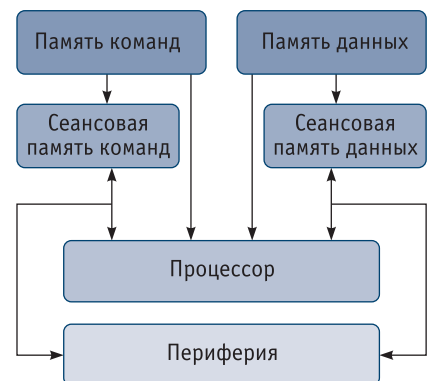 Память команд
Память данных
Сеансовая
память команд
Сеансовая
память данных
Процессор
Периферия